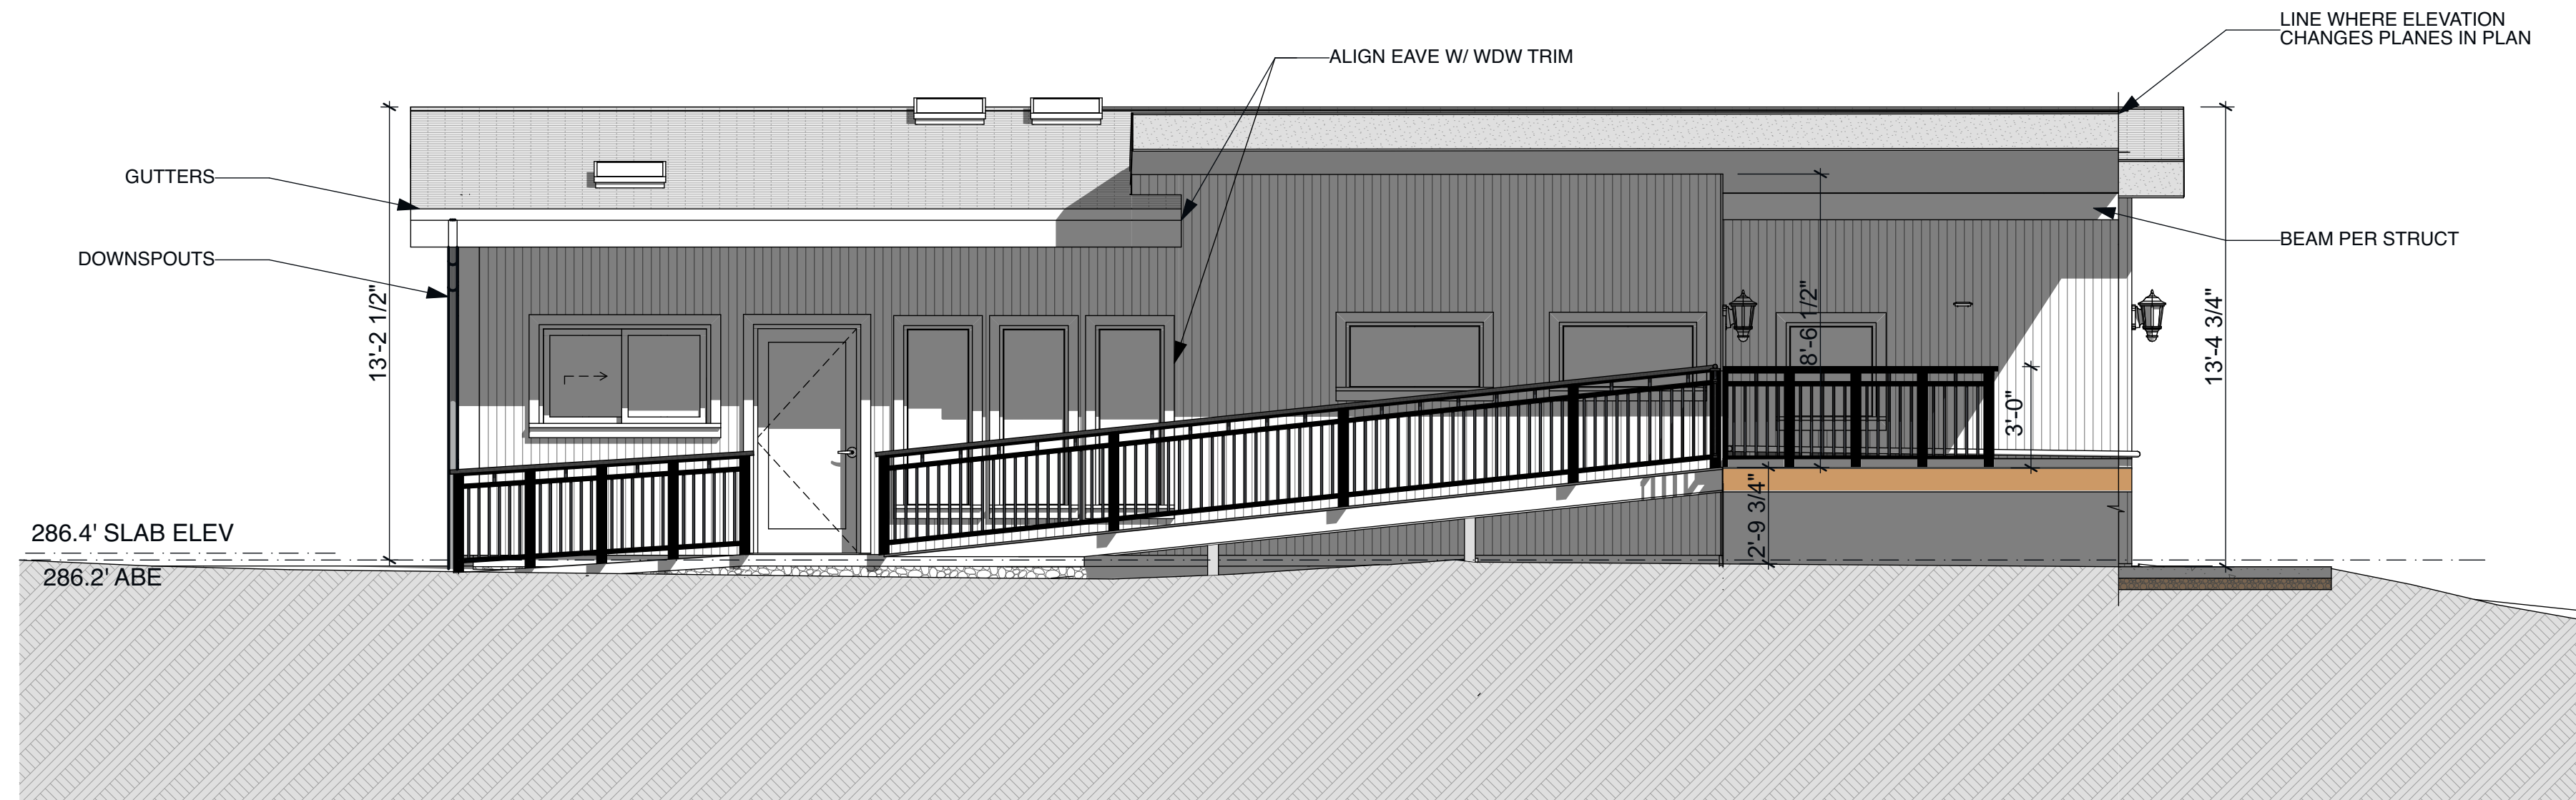 LINE WHERE ELEVATION
CHANGES PLANES IN PLAN
ALIGN EAVE W/ WDW TRIM
GUTTERS
DOWNSPOUTS
BEAM PER STRUCT
13'-2 1/2"
8'-6 1/2"
13'-4 3/4"
3'-0"
2'-9 3/4"
286.4' SLAB ELEV
286.2' ABE